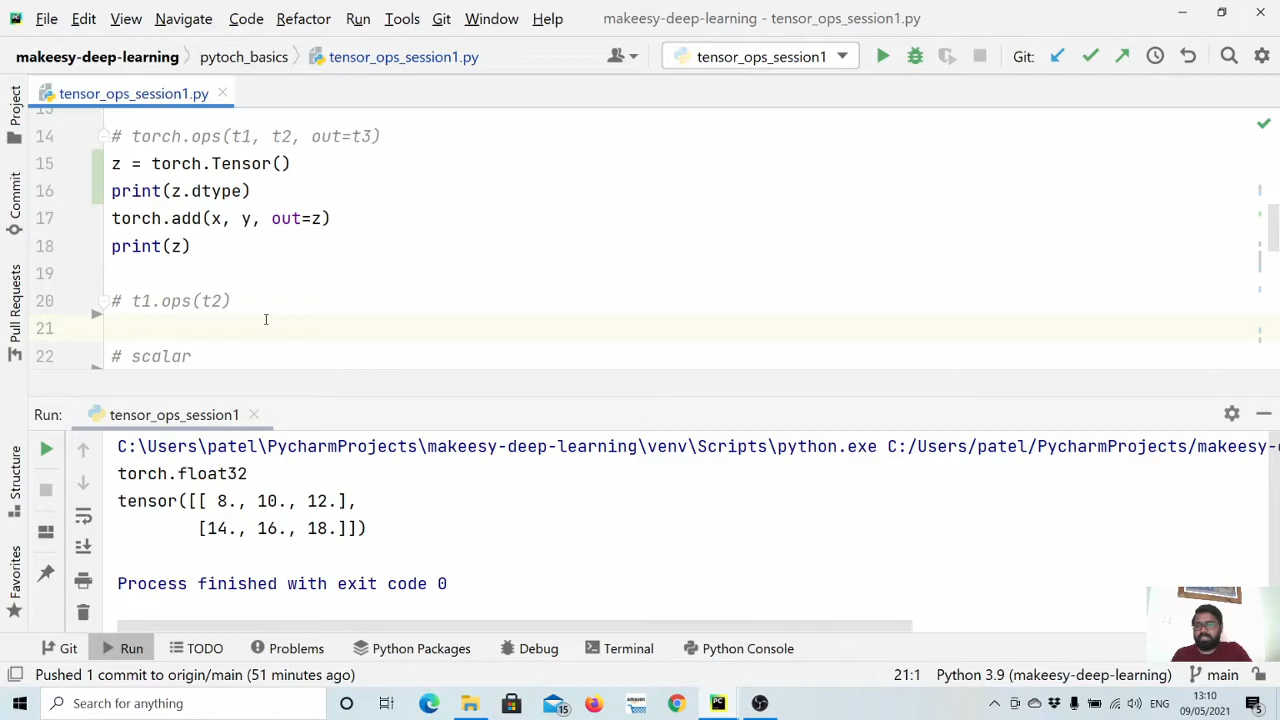 File Edit View Navigate Code Refactor Run Tools Git Window Help makeesy-deep-learning - tensor_ops_session1.py
makeesy-deep-learning pytoch_basics tensor_ops_session1.py tensor_ops_session1 Git:
tensor_ops_session1.py
Project
Commit
Pull Requests
Structure
Favorites
14 # torch.ops(t1, t2, out=t3)
15 z = torch.Tensor()
16 print(z.dtype)
17 torch.add(x, y, out=z)
18 print(z)
19
20 # t1.ops(t2)
21
22 # scalar
Run: tensor_ops_session1
C:\Users\patel\PycharmProjects\makeesy-deep-learning\venv\Scripts\python.exe C:/Users/patel/PycharmProjects/makeesy-
torch.float32
tensor([[ 8., 10., 12.],
[14., 16., 18.]])
Process finished with exit code 0
Git Run TODO Problems Python Packages Debug Terminal Python Console
Pushed 1 commit to origin/main (51 minutes ago) 21:1 Python 3.9 (makeesy-deep-learning) main
Search for anything 15 PC ENG 13:10
09/05/2021 5